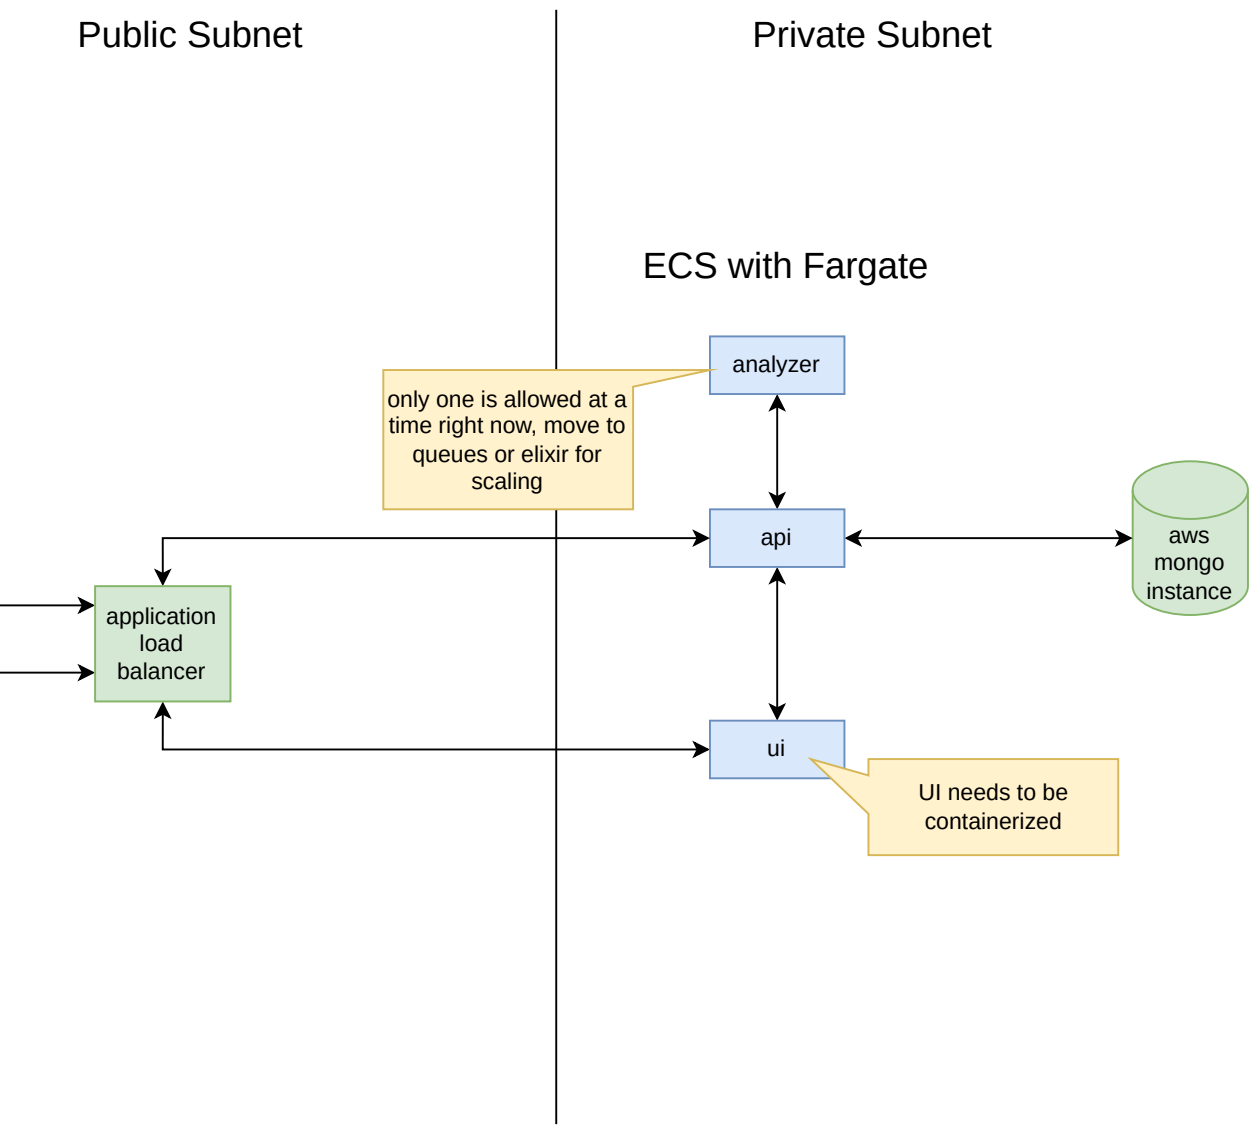 Public Subnet
Private Subnet
ECS with Fargate
analyzer
only one is allowed at a
time right now, move to
queues or elixir for
scaling
api
aws
mongo
instance
application
load
balancer
ui
UI needs to be
containerized